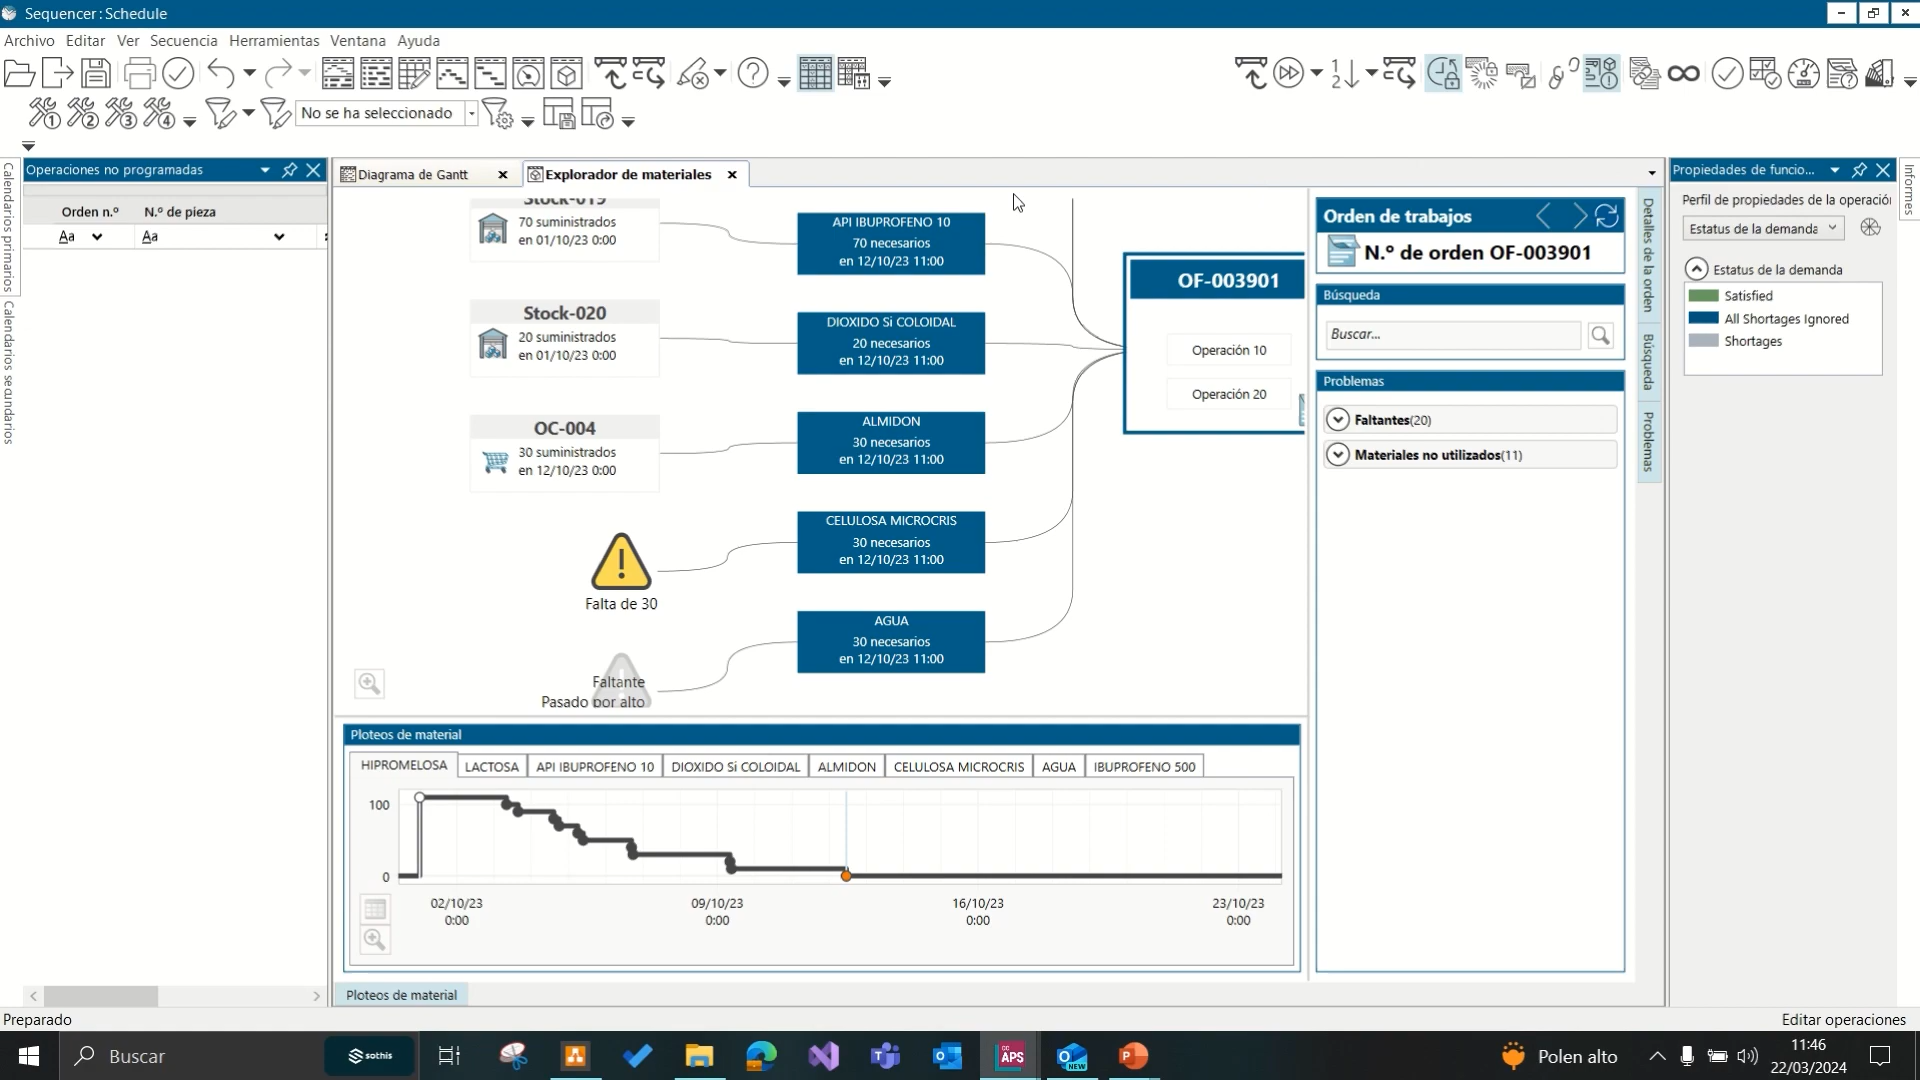 Sequencer : Schedule
Archivo Editar Ver Secuencia Herramientas Ventana Ayuda
1 2 3 4
No se ha seleccionado
1
2
Calendarios primarios
Calendarios secundarios
Operaciones no programadas
Orden n.º N.º de pieza
Aa Aa
Diagrama de Gantt
Explorador de materiales
Stock-019
70 suministrados
en 01/10/23 0:00
Stock-020
20 suministrados
en 01/10/23 0:00
OC-004
30 suministrados
en 12/10/23 0:00
Falta de 30
Faltante
Pasado por alto
API IBUPROFENO 10
70 necesarios
en 12/10/23 11:00
DIOXIDO Si COLOIDAL
20 necesarios
en 12/10/23 11:00
ALMIDON
30 necesarios
en 12/10/23 11:00
CELULOSA MICROCRIS
30 necesarios
en 12/10/23 11:00
AGUA
30 necesarios
en 12/10/23 11:00
OF-003901
Operación 10
Operación 20
Orden de trabajos
N.º de orden OF-003901
Búsqueda
Buscar...
Problemas
Faltantes(20)
Materiales no utilizados(11)
Detalles de la orden
Búsqueda
Problemas
Propiedades de funcio...
Perfil de propiedades de la operació
Estatus de la demanda
Estatus de la demanda
Satisfied
All Shortages Ignored
Shortages
Informes
Ploteos de material
HIPROMELOSA LACTOSA API IBUPROFENO 10 DIOXIDO Si COLOIDAL ALMIDON CELULOSA MICROCRIS AGUA IBUPROFENO 500
100
0
02/10/23 09/10/23 16/10/23 23/10/23
0:00 0:00 0:00 0:00
Ploteos de material
Preparado
Editar operaciones
Buscar
sothis
CC
APS
NEW
Polen alto
11:46
22/03/2024